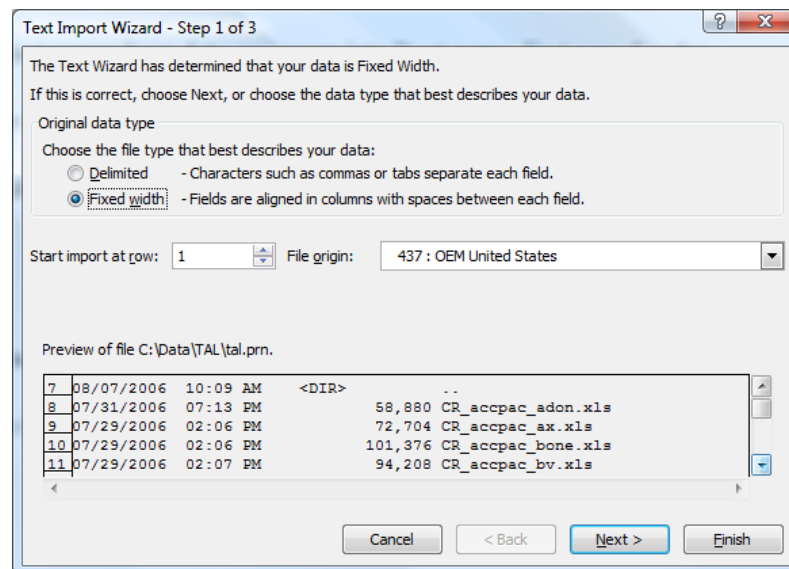 Text Import Wizard - Step 1 of 3
The Text Wizard has determined that your data is Fixed Width.
If this is correct, choose Next, or choose the data type that best describes your data.
Original data type
Choose the file type that best describes your data:
Delimited - Characters such as commas or tabs separate each field.
Fixed width - Fields are aligned in columns with spaces between each field.
Start import at row: 1 File origin: 437 : OEM United States
Preview of file C:\Data\TAL\tal.prn.
7 08/07/2006 10:09 AM <DIR> ..
8 07/31/2006 07:13 PM 58,880 CR_accpac_adon.xls
9 07/29/2006 02:06 PM 72,704 CR_accpac_ax.xls
10 07/29/2006 02:06 PM 101,376 CR_accpac_bone.xls
11 07/29/2006 02:07 PM 94,208 CR_accpac_bv.xls
Cancel < Back Next > Finish